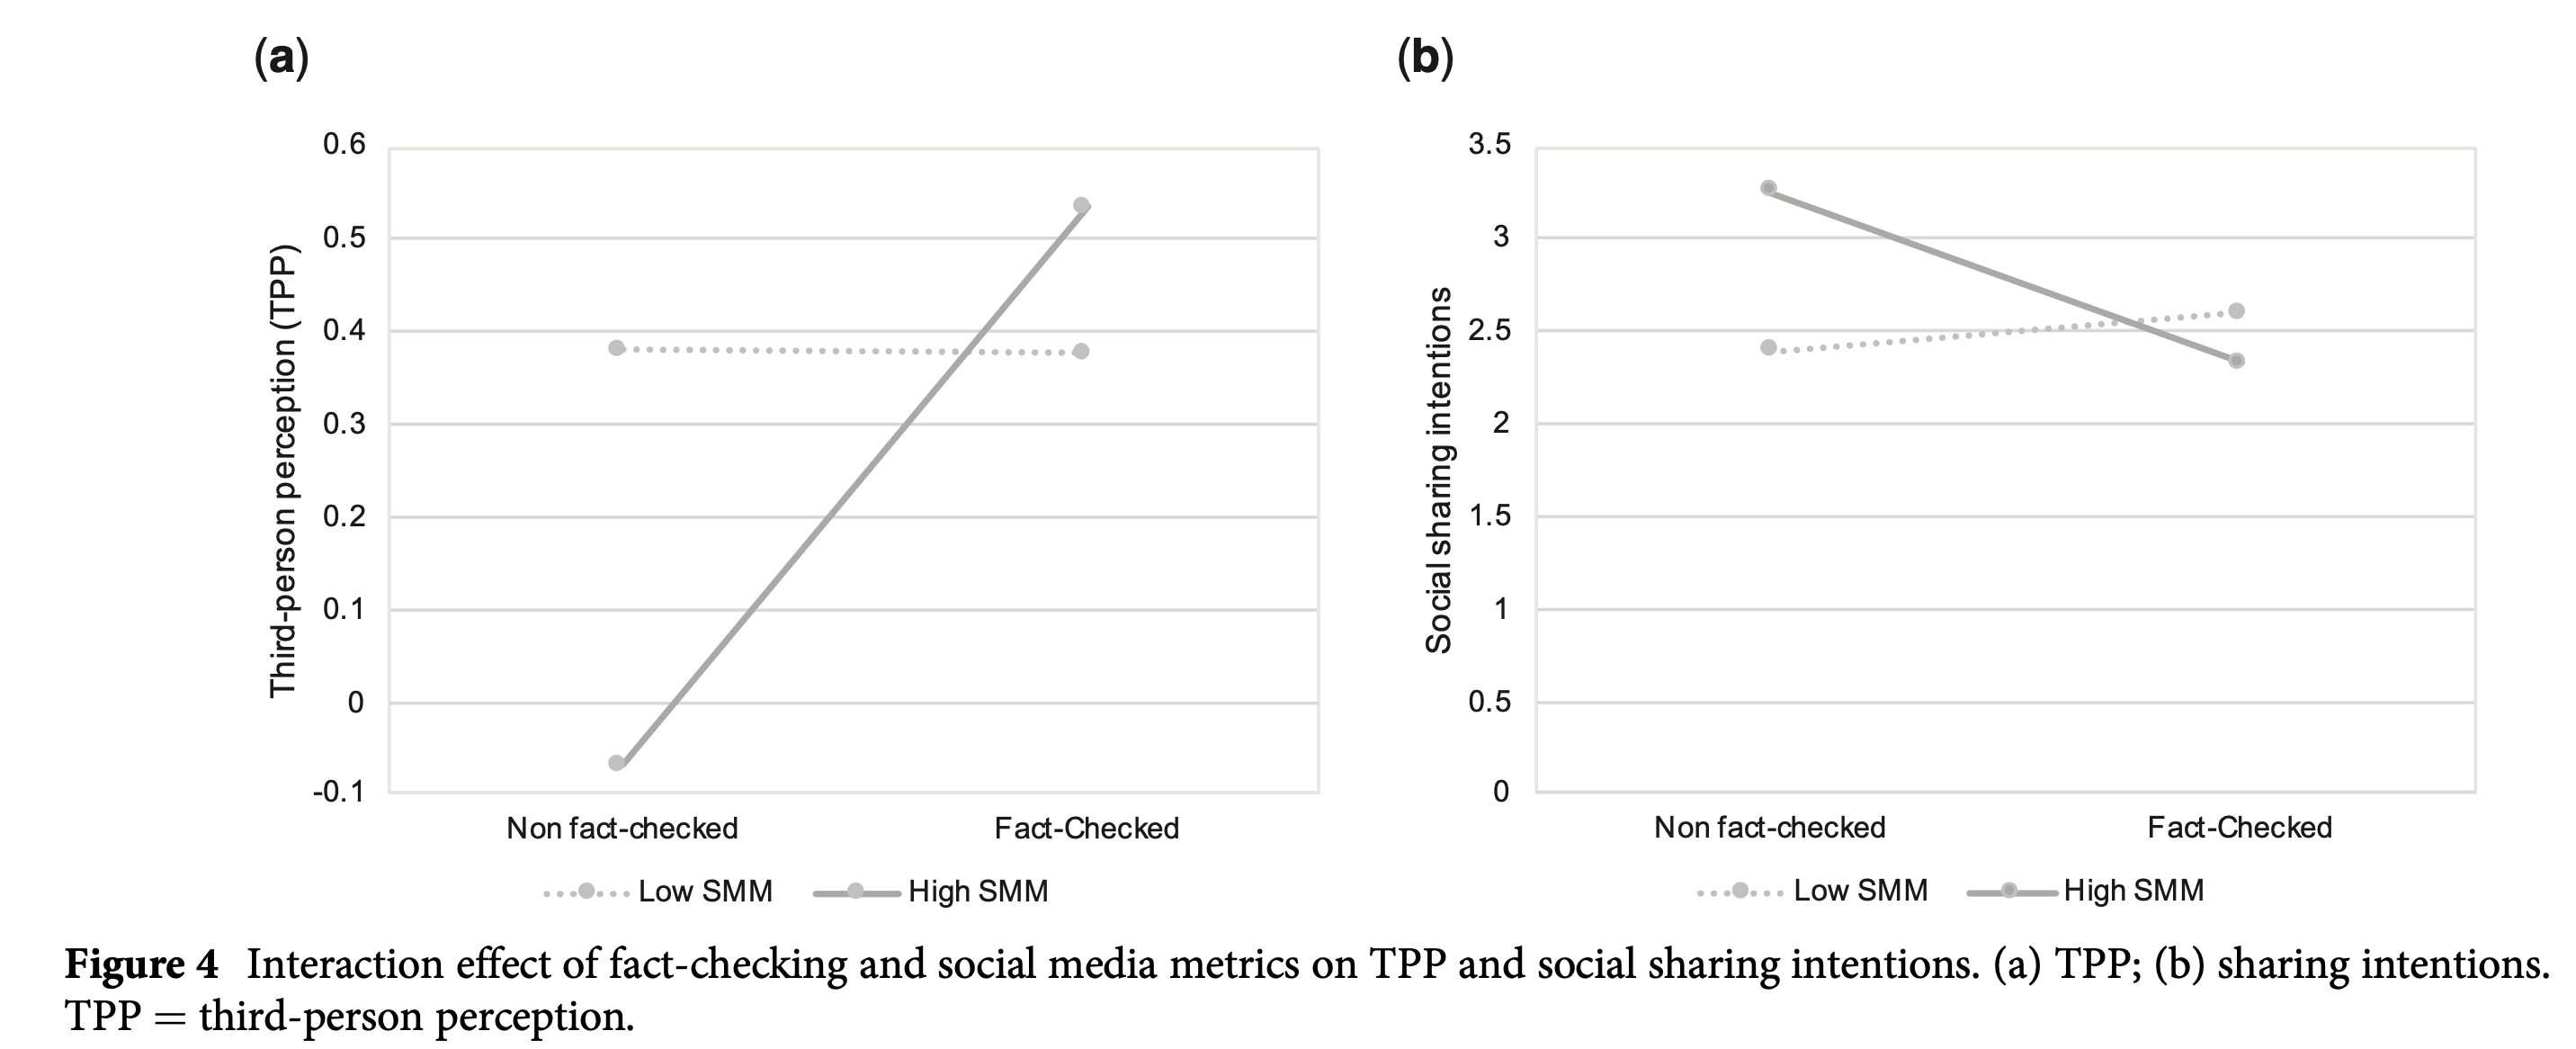 (a)
0.6
0.5
0.4
0.3
0.2
0.1
0
-0.1
Third-person perception (TPP)
Non fact-checked Fact-Checked
Low SMM High SMM
(b)
3.5
3
2.5
2
1.5
1
0.5
0
Social sharing intentions
Non fact-checked Fact-Checked
Low SMM High SMM
Figure 4 Interaction effect of fact-checking and social media metrics on TPP and social sharing intentions. (a) TPP; (b) sharing intentions.
TPP = third-person perception.